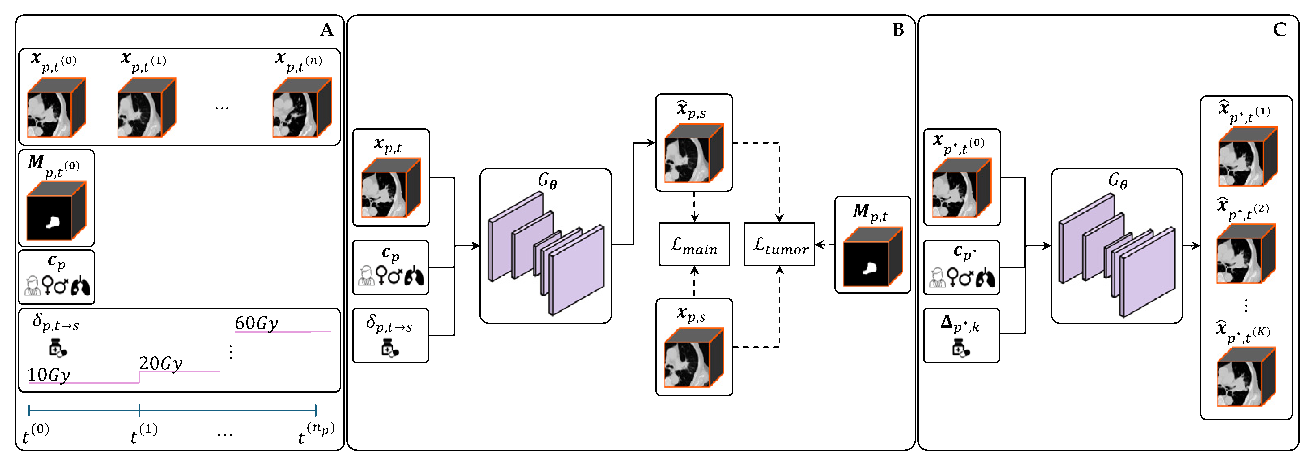 A
x_{p,t^{(0)}} x_{p,t^{(1)}} ... x_{p,t^{(n)}}
M_{p,t^{(0)}}
c_p
δ_{p,t→s}
10Gy 20Gy ⋮ 60Gy
t^{(0)} t^{(1)} ... t^{(n_p)}
B
x_{p,t}
c_p
δ_{p,t→s}
G_θ
x̂_{p,s}
ℒ_{main} ℒ_{tumor}
M_{p,t}
x_{p,s}
C
x_{p*,t^{(0)}}
c_{p*}
Δ_{p*,k}
G_θ
x̂_{p*,t^{(1)}}
x̂_{p*,t^{(2)}}
⋮
x̂_{p*,t^{(K)}}